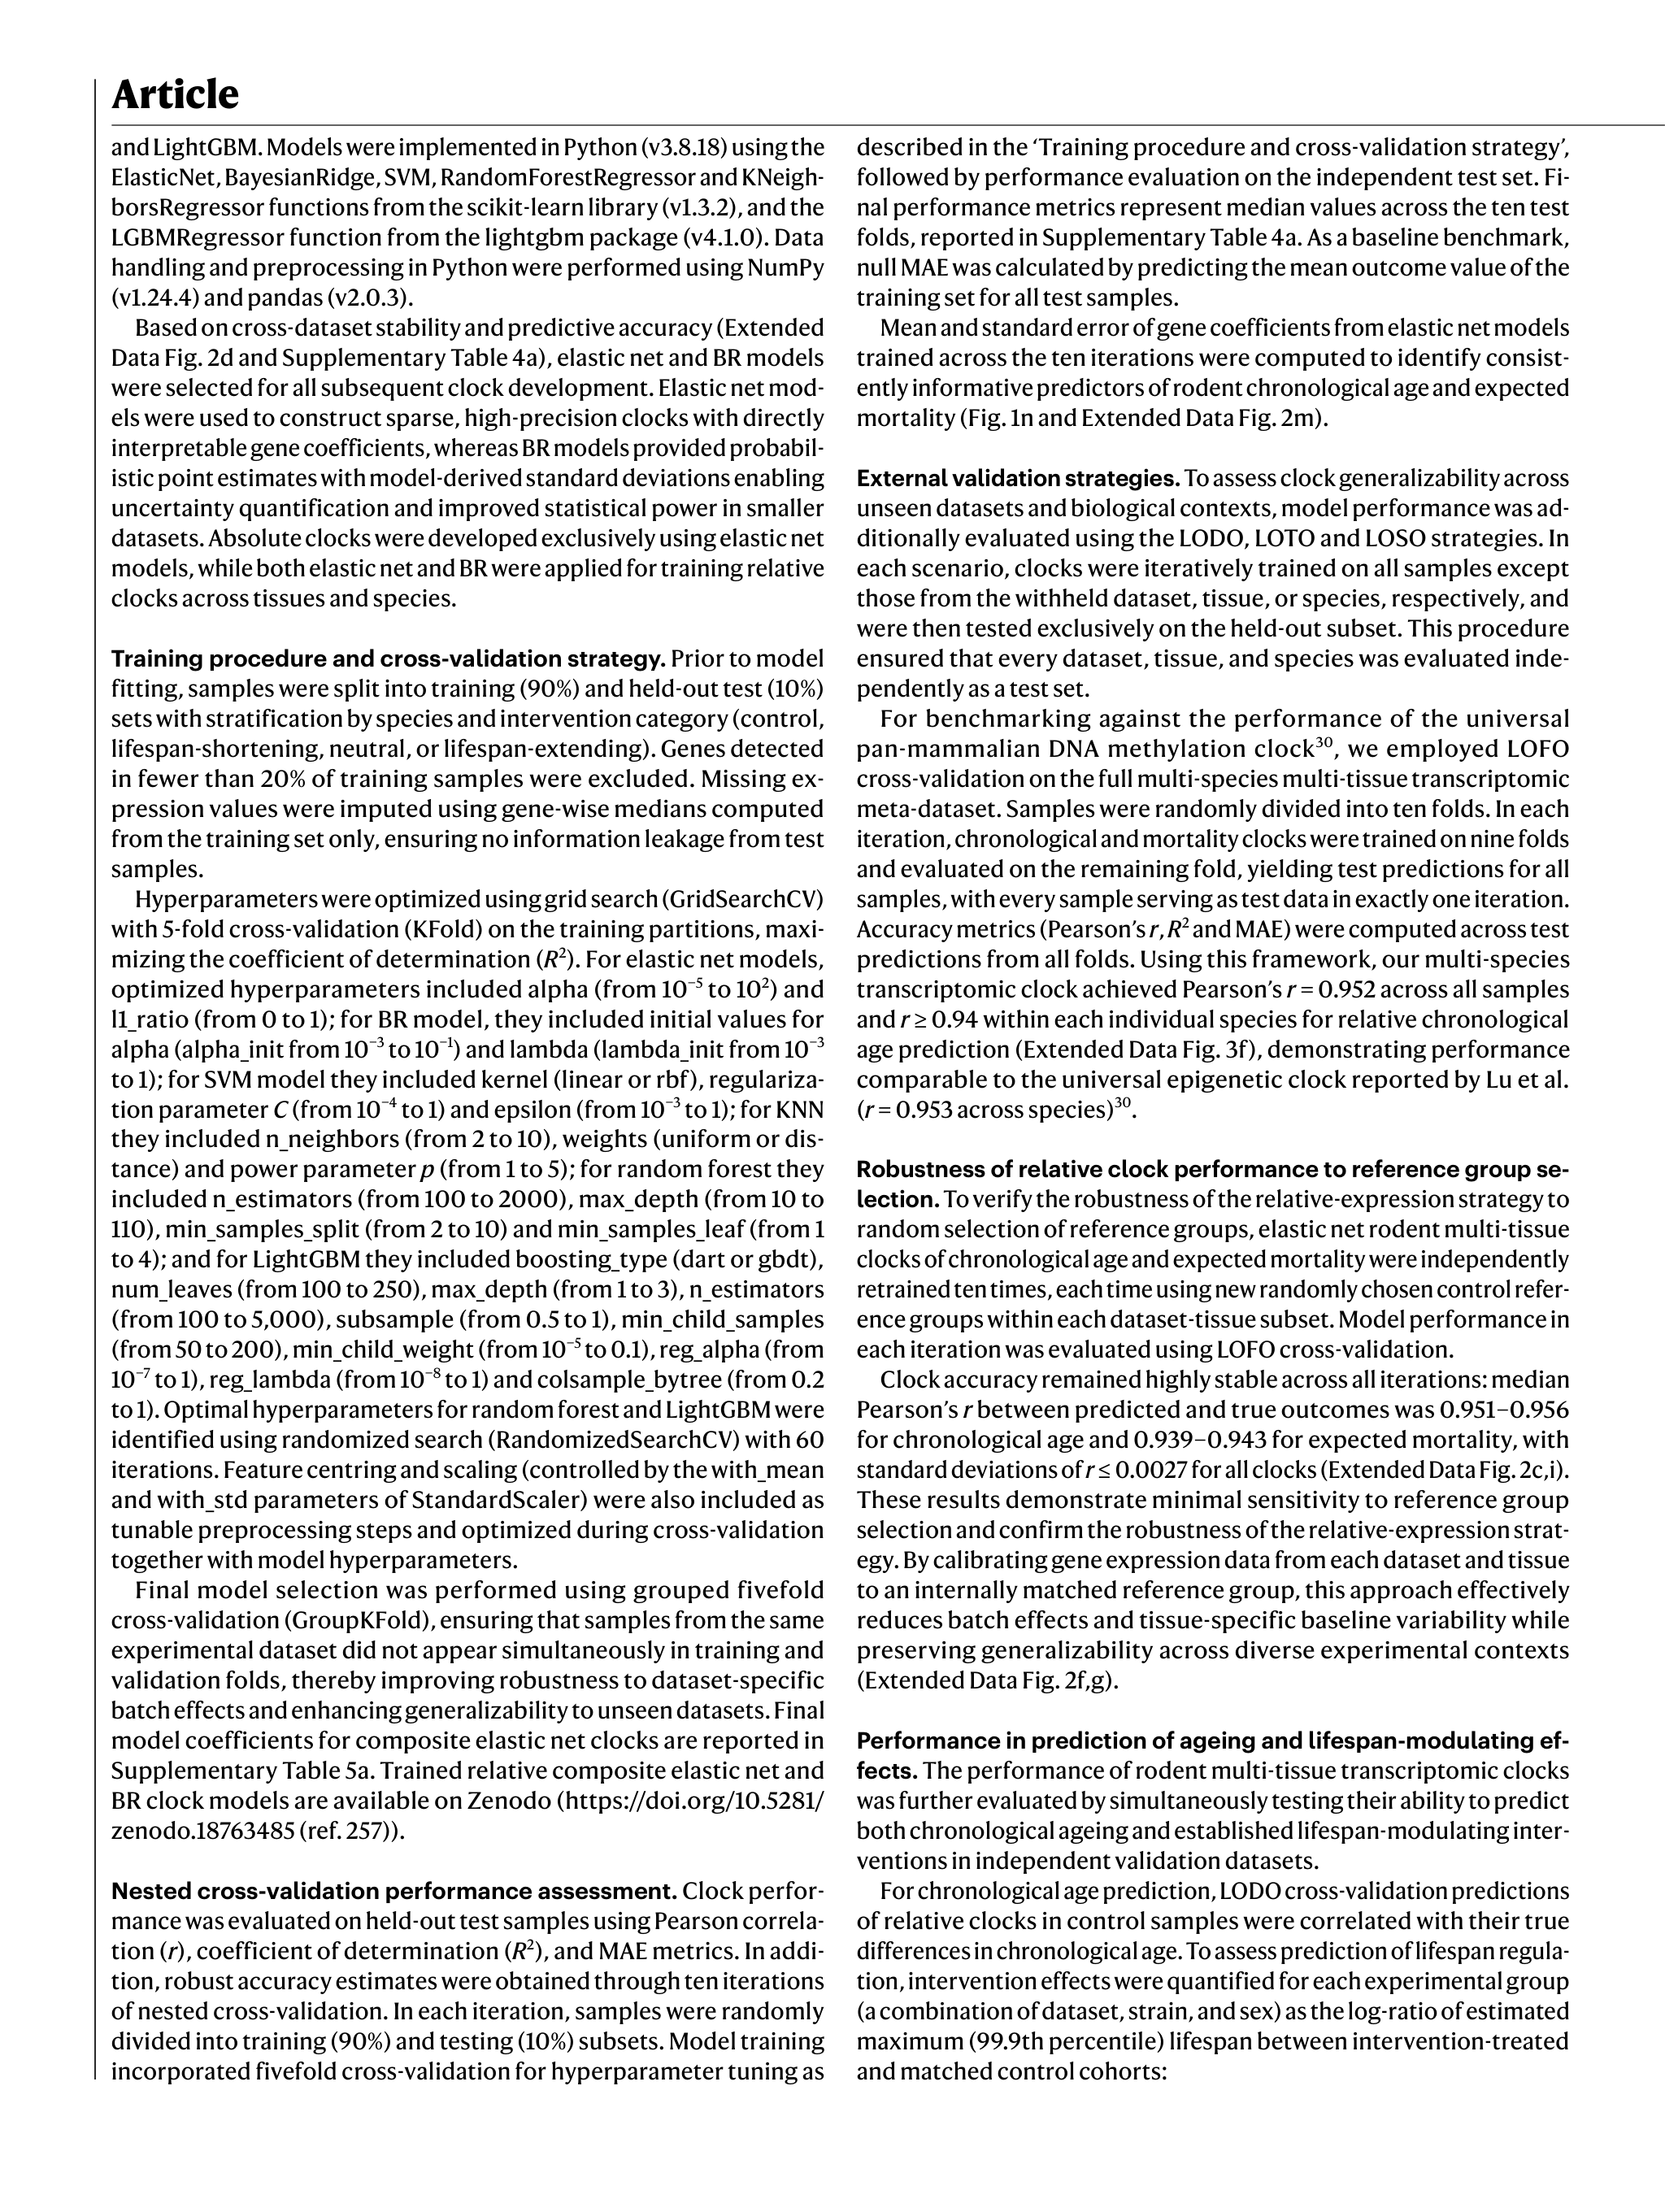 Article
and LightGBM. Models were implemented in Python (v3.8.18) using the
ElasticNet, BayesianRidge, SVM, RandomForestRegressor and KNeigh-
borsRegressor functions from the scikit-learn library (v1.3.2), and the
LGBMRegressor function from the lightgbm package (v4.1.0). Data
handling and preprocessing in Python were performed using NumPy
(v1.24.4) and pandas (v2.0.3).
Based on cross-dataset stability and predictive accuracy (Extended
Data Fig. 2d and Supplementary Table 4a), elastic net and BR models
were selected for all subsequent clock development. Elastic net mod-
els were used to construct sparse, high-precision clocks with directly
interpretable gene coefficients, whereas BR models provided probabil-
istic point estimates with model-derived standard deviations enabling
uncertainty quantification and improved statistical power in smaller
datasets. Absolute clocks were developed exclusively using elastic net
models, while both elastic net and BR were applied for training relative
clocks across tissues and species.
Training procedure and cross-validation strategy. Prior to model
fitting, samples were split into training (90%) and held-out test (10%)
sets with stratification by species and intervention category (control,
lifespan-shortening, neutral, or lifespan-extending). Genes detected
in fewer than 20% of training samples were excluded. Missing ex-
pression values were imputed using gene-wise medians computed
from the training set only, ensuring no information leakage from test
samples.
Hyperparameters were optimized using grid search (GridSearchCV)
with 5-fold cross-validation (KFold) on the training partitions, maxi-
mizing the coefficient of determination (R²). For elastic net models,
optimized hyperparameters included alpha (from 10⁻⁵ to 10²) and
l1_ratio (from 0 to 1); for BR model, they included initial values for
alpha (alpha_init from 10⁻³ to 10⁻¹) and lambda (lambda_init from 10⁻³
to 1); for SVM model they included kernel (linear or rbf), regulariza-
tion parameter C (from 10⁻⁴ to 1) and epsilon (from 10⁻³ to 1); for KNN
they included n_neighbors (from 2 to 10), weights (uniform or dis-
tance) and power parameter p (from 1 to 5); for random forest they
included n_estimators (from 100 to 2000), max_depth (from 10 to
110), min_samples_split (from 2 to 10) and min_samples_leaf (from 1
to 4); and for LightGBM they included boosting_type (dart or gbdt),
num_leaves (from 100 to 250), max_depth (from 1 to 3), n_estimators
(from 100 to 5,000), subsample (from 0.5 to 1), min_child_samples
(from 50 to 200), min_child_weight (from 10⁻⁵ to 0.1), reg_alpha (from
10⁻⁷ to 1), reg_lambda (from 10⁻⁸ to 1) and colsample_bytree (from 0.2
to 1). Optimal hyperparameters for random forest and LightGBM were
identified using randomized search (RandomizedSearchCV) with 60
iterations. Feature centring and scaling (controlled by the with_mean
and with_std parameters of StandardScaler) were also included as
tunable preprocessing steps and optimized during cross-validation
together with model hyperparameters.
Final model selection was performed using grouped fivefold
cross-validation (GroupKFold), ensuring that samples from the same
experimental dataset did not appear simultaneously in training and
validation folds, thereby improving robustness to dataset-specific
batch effects and enhancing generalizability to unseen datasets. Final
model coefficients for composite elastic net clocks are reported in
Supplementary Table 5a. Trained relative composite elastic net and
BR clock models are available on Zenodo (https://doi.org/10.5281/
zenodo.18763485 (ref. 257)).
Nested cross-validation performance assessment. Clock perfor-
mance was evaluated on held-out test samples using Pearson correla-
tion (r), coefficient of determination (R²), and MAE metrics. In addi-
tion, robust accuracy estimates were obtained through ten iterations
of nested cross-validation. In each iteration, samples were randomly
divided into training (90%) and testing (10%) subsets. Model training
incorporated fivefold cross-validation for hyperparameter tuning as
described in the ‘Training procedure and cross-validation strategy’,
followed by performance evaluation on the independent test set. Fi-
nal performance metrics represent median values across the ten test
folds, reported in Supplementary Table 4a. As a baseline benchmark,
null MAE was calculated by predicting the mean outcome value of the
training set for all test samples.
Mean and standard error of gene coefficients from elastic net models
trained across the ten iterations were computed to identify consist-
ently informative predictors of rodent chronological age and expected
mortality (Fig. 1n and Extended Data Fig. 2m).
External validation strategies. To assess clock generalizability across
unseen datasets and biological contexts, model performance was ad-
ditionally evaluated using the LODO, LOTO and LOSO strategies. In
each scenario, clocks were iteratively trained on all samples except
those from the withheld dataset, tissue, or species, respectively, and
were then tested exclusively on the held-out subset. This procedure
ensured that every dataset, tissue, and species was evaluated inde-
pendently as a test set.
For benchmarking against the performance of the universal
pan-mammalian DNA methylation clock³⁰, we employed LOFO
cross-validation on the full multi-species multi-tissue transcriptomic
meta-dataset. Samples were randomly divided into ten folds. In each
iteration, chronological and mortality clocks were trained on nine folds
and evaluated on the remaining fold, yielding test predictions for all
samples, with every sample serving as test data in exactly one iteration.
Accuracy metrics (Pearson’s r, R² and MAE) were computed across test
predictions from all folds. Using this framework, our multi-species
transcriptomic clock achieved Pearson’s r = 0.952 across all samples
and r ≥ 0.94 within each individual species for relative chronological
age prediction (Extended Data Fig. 3f), demonstrating performance
comparable to the universal epigenetic clock reported by Lu et al.
(r = 0.953 across species)³⁰.
Robustness of relative clock performance to reference group se-
lection. To verify the robustness of the relative-expression strategy to
random selection of reference groups, elastic net rodent multi-tissue
clocks of chronological age and expected mortality were independently
retrained ten times, each time using new randomly chosen control refer-
ence groups within each dataset-tissue subset. Model performance in
each iteration was evaluated using LOFO cross-validation.
Clock accuracy remained highly stable across all iterations: median
Pearson’s r between predicted and true outcomes was 0.951–0.956
for chronological age and 0.939–0.943 for expected mortality, with
standard deviations of r ≤ 0.0027 for all clocks (Extended Data Fig. 2c,i).
These results demonstrate minimal sensitivity to reference group
selection and confirm the robustness of the relative-expression strat-
egy. By calibrating gene expression data from each dataset and tissue
to an internally matched reference group, this approach effectively
reduces batch effects and tissue-specific baseline variability while
preserving generalizability across diverse experimental contexts
(Extended Data Fig. 2f,g).
Performance in prediction of ageing and lifespan-modulating ef-
fects. The performance of rodent multi-tissue transcriptomic clocks
was further evaluated by simultaneously testing their ability to predict
both chronological ageing and established lifespan-modulating inter-
ventions in independent validation datasets.
For chronological age prediction, LODO cross-validation predictions
of relative clocks in control samples were correlated with their true
differences in chronological age. To assess prediction of lifespan regula-
tion, intervention effects were quantified for each experimental group
(a combination of dataset, strain, and sex) as the log-ratio of estimated
maximum (99.9th percentile) lifespan between intervention-treated
and matched control cohorts: